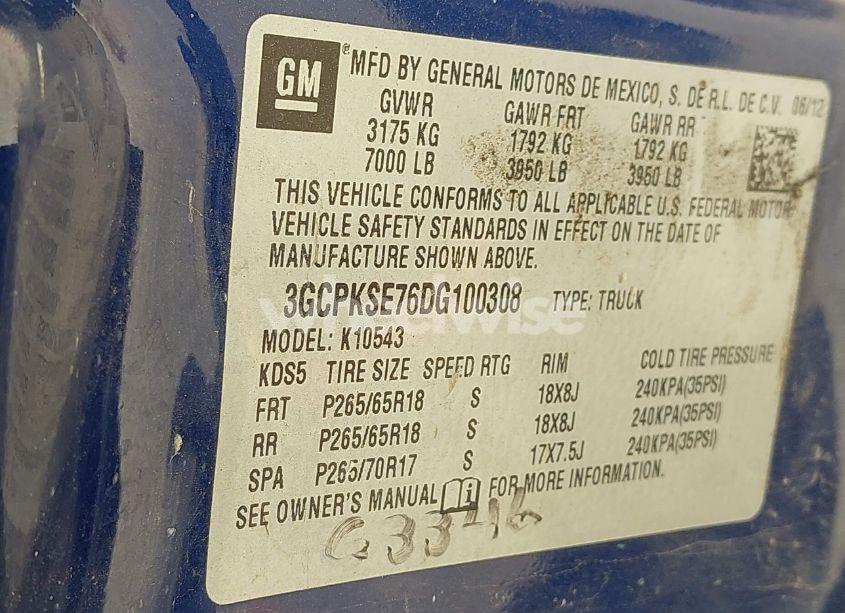 GM ® MFD BY GENERAL MOTORS DE MEXICO, S. DE R.L. DE C.V. 06/12
GVWR GAWR FRT GAWR RR
3175 KG 1792 KG 1792 KG
7000 LB 3950 LB 3950 LB
THIS VEHICLE CONFORMS TO ALL APPLICABLE U.S. FEDERAL MOTOR
VEHICLE SAFETY STANDARDS IN EFFECT ON THE DATE OF
MANUFACTURE SHOWN ABOVE.
3GCPKSE76DG100308 TYPE: TRUCK
wheelwise
MODEL: K10543
KDS5 TIRE SIZE SPEED RTG RIM COLD TIRE PRESSURE
FRT P265/65R18 S 18X8J 240KPA(35PSI)
RR P265/65R18 S 18X8J 240KPA(35PSI)
SPA P265/70R17 S 17X7.5J 240KPA(35PSI)
SEE OWNER'S MANUAL FOR MORE INFORMATION.